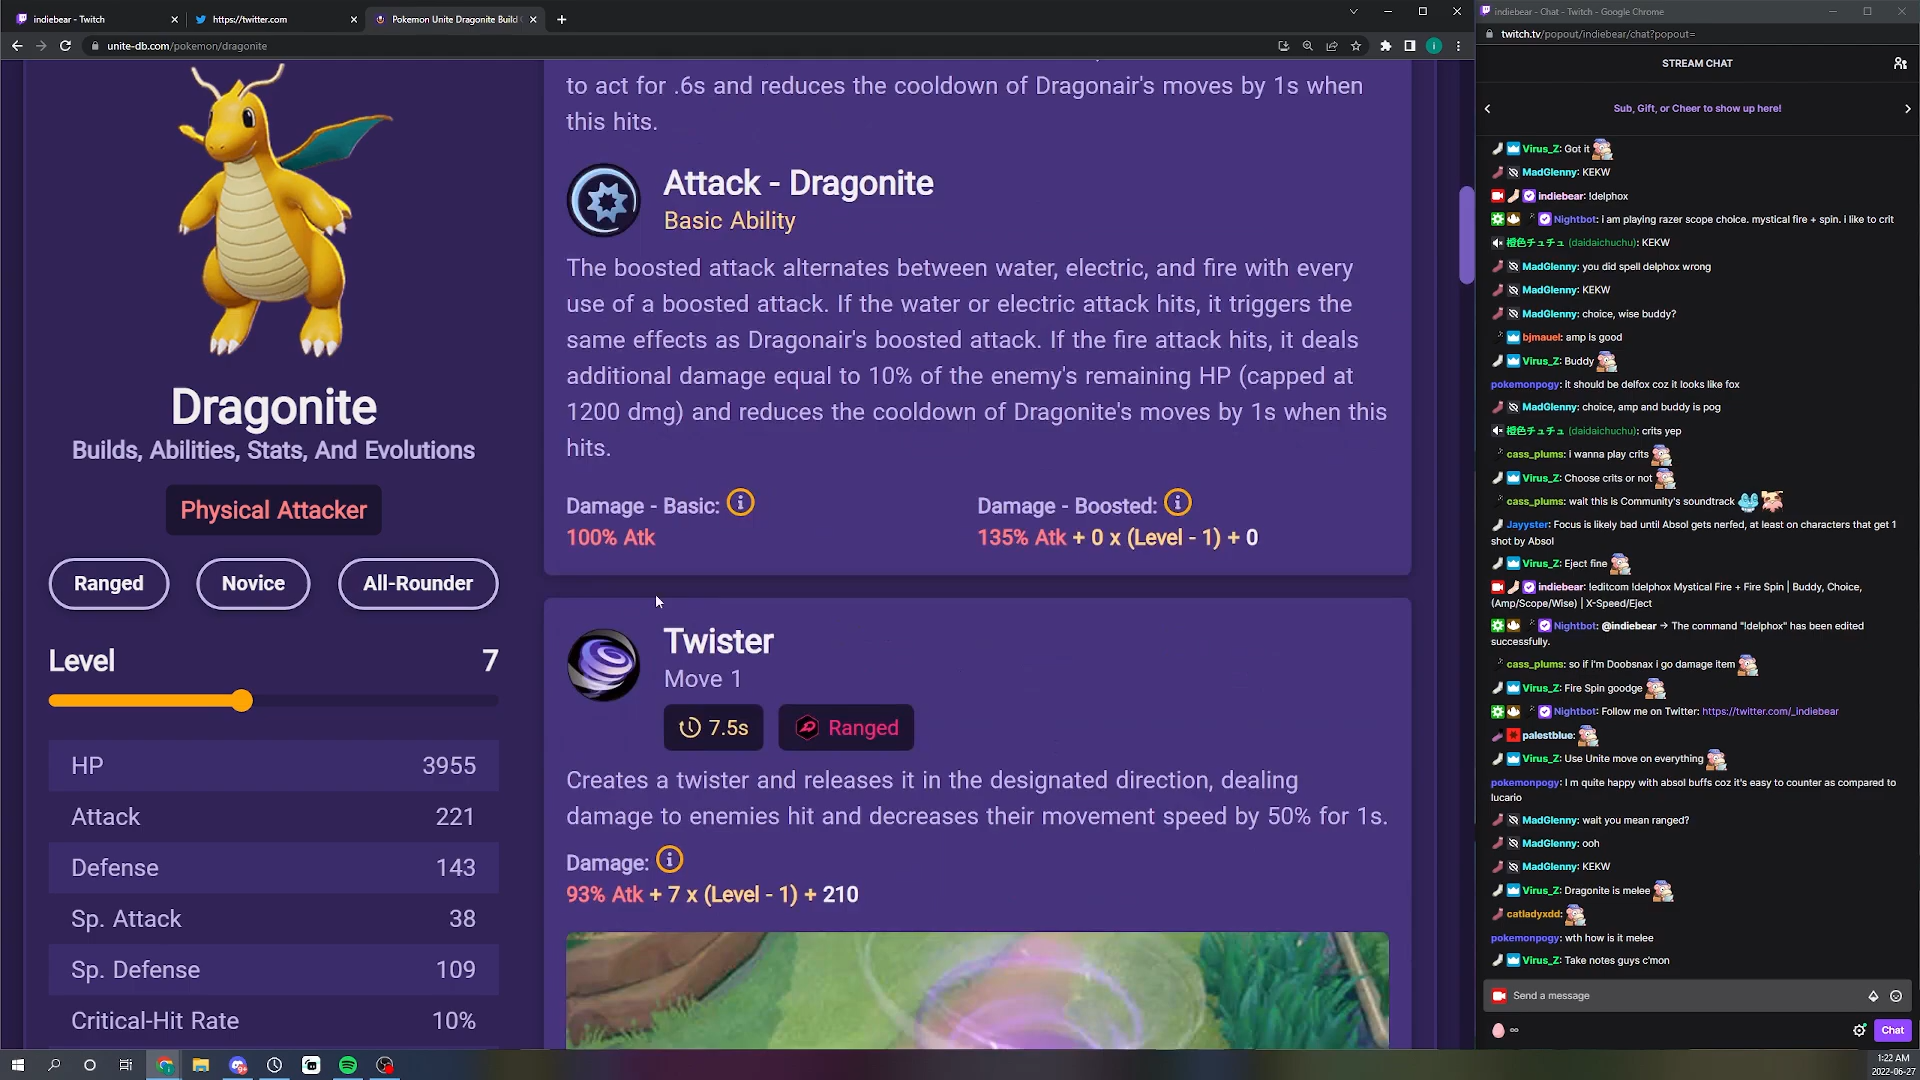 indiebear - Twitch
https://twitter.com
Pokemon Unite Dragonite Build
unite-db.com/pokemon/dragonite
Dragonite
Builds, Abilities, Stats, And Evolutions
Physical Attacker
Ranged
Novice
All-Rounder
Level
7
HP
3955
Attack
221
Defense
143
Sp. Attack
38
Sp. Defense
109
Critical-Hit Rate
10%
to act for .6s and reduces the cooldown of Dragonair's moves by 1s when
this hits.
Attack - Dragonite
Basic Ability
The boosted attack alternates between water, electric, and fire with every
use of a boosted attack. If the water or electric attack hits, it triggers the
same effects as Dragonair's boosted attack. If the fire attack hits, it deals
additional damage equal to 10% of the enemy's remaining HP (capped at
1200 dmg) and reduces the cooldown of Dragonite's moves by 1s when this
hits.
Damage - Basic:
100% Atk
Damage - Boosted:
135% Atk + 0 x (Level - 1) + 0
Twister
Move 1
7.5s
Ranged
Creates a twister and releases it in the designated direction, dealing
damage to enemies hit and decreases their movement speed by 50% for 1s.
Damage:
93% Atk + 7 x (Level - 1) + 210
indiebear - Chat - Twitch - Google Chrome
twitch.tv/popout/indiebear/chat?popout=
STREAM CHAT
Sub, Gift, or Cheer to show up here!
Virus_Z: Got it
MadGlenny: KEKW
indiebear: !delphox
Nightbot: i am playing razer scope choice. mystical fire + spin. i like to crit
橙色チュチュ (daidaichuchu): KEKW
MadGlenny: you did spell delphox wrong
MadGlenny: KEKW
MadGlenny: choice, wise buddy?
bjmauel: amp is good
Virus_Z: Buddy
pokemonpogy: it should be delfox coz it looks like fox
MadGlenny: choice, amp and buddy is pog
橙色チュチュ (daidaichuchu): crits yep
cass_plums: i wanna play crits
Virus_Z: Choose crits or not
cass_plums: wait this is Community's soundtrack
Jayyster: Focus is likely bad until Absol gets nerfed, at least on characters that get 1
shot by Absol
Virus_Z: Eject fine
indiebear: !editcom !delphox Mystical Fire + Fire Spin | Buddy, Choice,
(Amp/Scope/Wise) | X-Speed/Eject
Nightbot: @indiebear -> The command "!delphox" has been edited
successfully.
cass_plums: so if i'm Doobsnax i go damage item
Virus_Z: Fire Spin goodge
Nightbot: Follow me on Twitter: https://twitter.com/_indiebear
palestblue:
Virus_Z: Use Unite move on everything
pokemonpogy: I m quite happy with absol buffs coz it's easy to counter as compared to
lucario
MadGlenny: wait you mean ranged?
MadGlenny: ooh
MadGlenny: KEKW
Virus_Z: Dragonite is melee
catladyxdd:
pokemonpogy: wth how is it melee
Virus_Z: Take notes guys c'mon
Send a message
∞
Chat
1:22 AM
2022-06-27